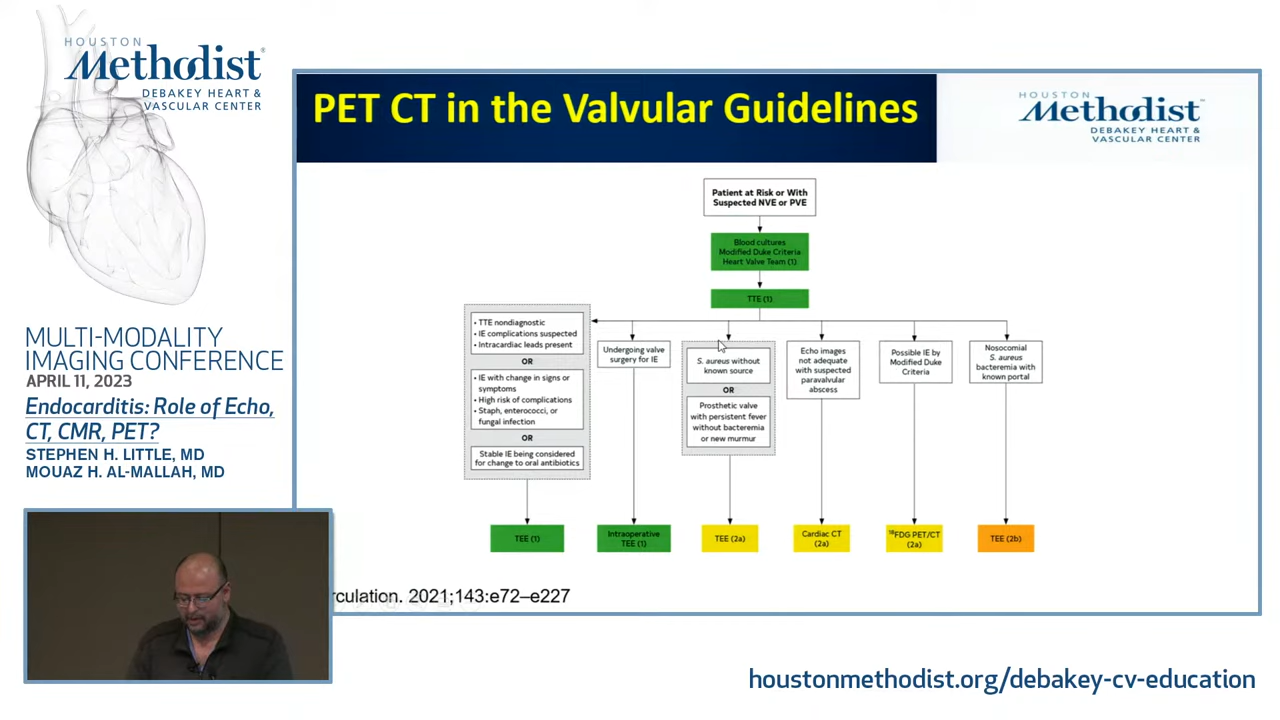 HOUSTON
Methodist
DEBAKEY HEART &
VASCULAR CENTER
MULTI-MODALITY
IMAGING CONFERENCE
APRIL 11, 2023
Endocarditis: Role of Echo,
CT, CMR, PET?
STEPHEN H. LITTLE, MD
MOUAZ H. AL-MALLAH, MD
PET CT in the Valvular Guidelines
HOUSTON
Methodist
DEBAKEY HEART &
VASCULAR CENTER
Patient at Risk or With
Suspected NVE or PVE
Blood cultures
Modified Duke Criteria
Heart Valve Team (1)
TTE (1)
• TTE nondiagnostic
• IE complications suspected
• Intracardiac leads present
OR
• IE with change in signs or
symptoms
• High risk of complications
• Staph, enterococci, or
fungal infection
OR
Stable IE being considered
for change to oral antibiotics
Undergoing valve
surgery for IE
S. aureus without
known source
OR
Prosthetic valve
with persistent fever
without bacteremia
or new murmur
Echo images
not adequate
with suspected
paravalvular
abscess
Possible IE by
Modified Duke
Criteria
Nosocomial
S. aureus
bacteremia with
known portal
TEE (1)
Intraoperative
TEE (1)
TEE (2a)
Cardiac CT
(2a)
¹⁸FDG PET/CT
(2a)
TEE (2b)
rculation. 2021;143:e72–e227
houstonmethodist.org/debakey-cv-education